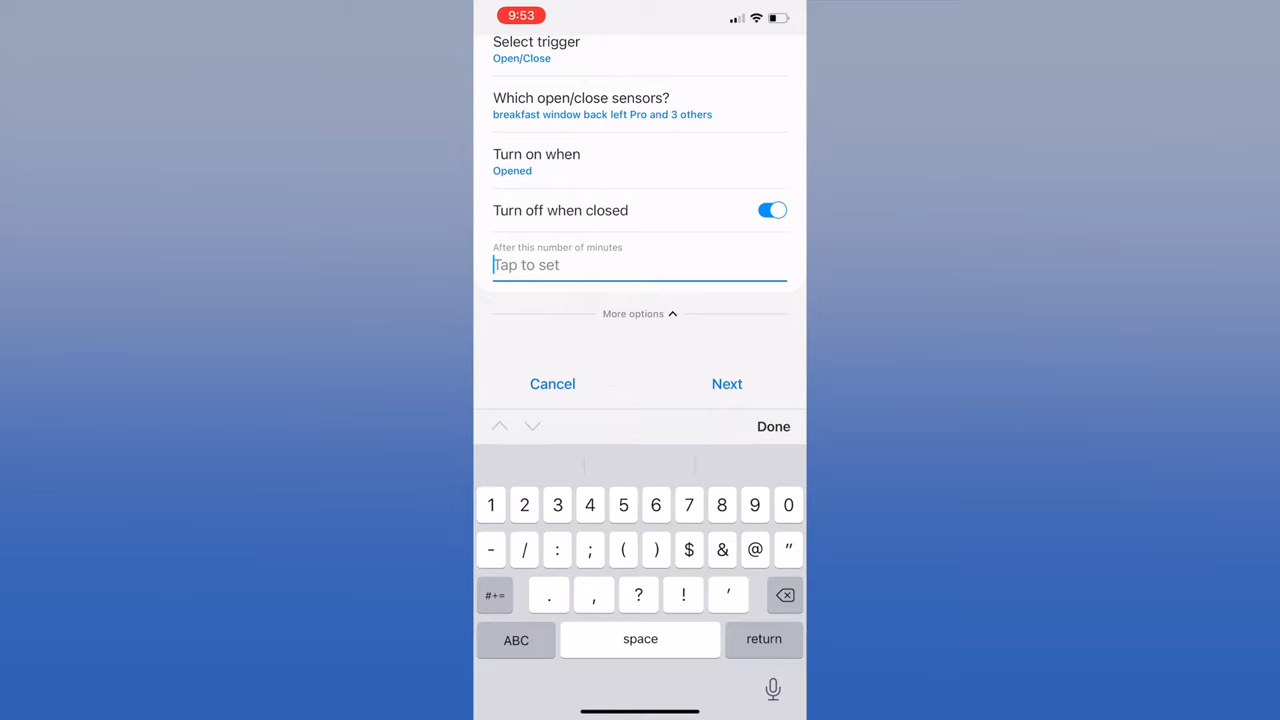 9:53
Select trigger
Open/Close
Which open/close sensors?
breakfast window back left Pro and 3 others
Turn on when
Opened
Turn off when closed
After this number of minutes
Tap to set
More options
Cancel Next
Done
1 2 3 4 5 6 7 8 9 0
- / : ; ( ) $ & @ "
#+= . , ? ! '
ABC space return